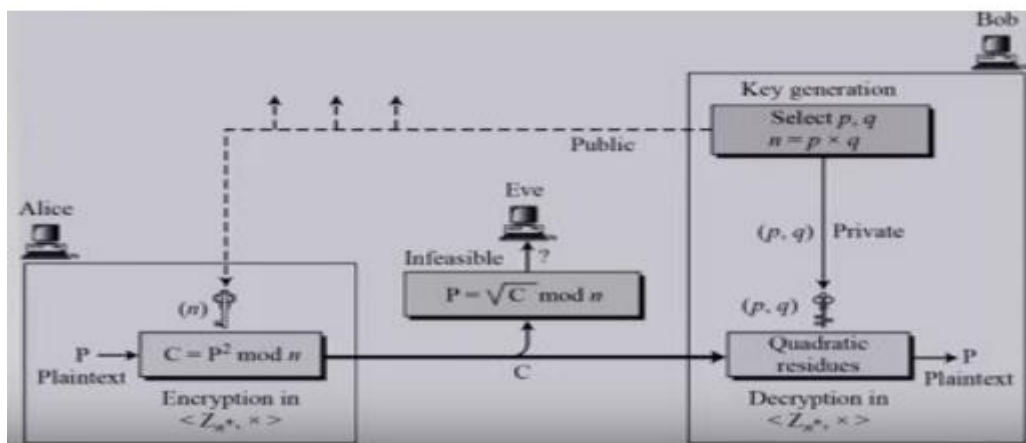 Bob
Key generation
Select p, q
n = p × q
Public
Alice
Eve
(p, q) Private
Infeasible ?
P = √C mod n
(n)
(p, q)
P
Plaintext
C = P² mod n
C
Quadratic
residues
P
Plaintext
Encryption in
< Zn*, × >
Decryption in
< Zn*, × >